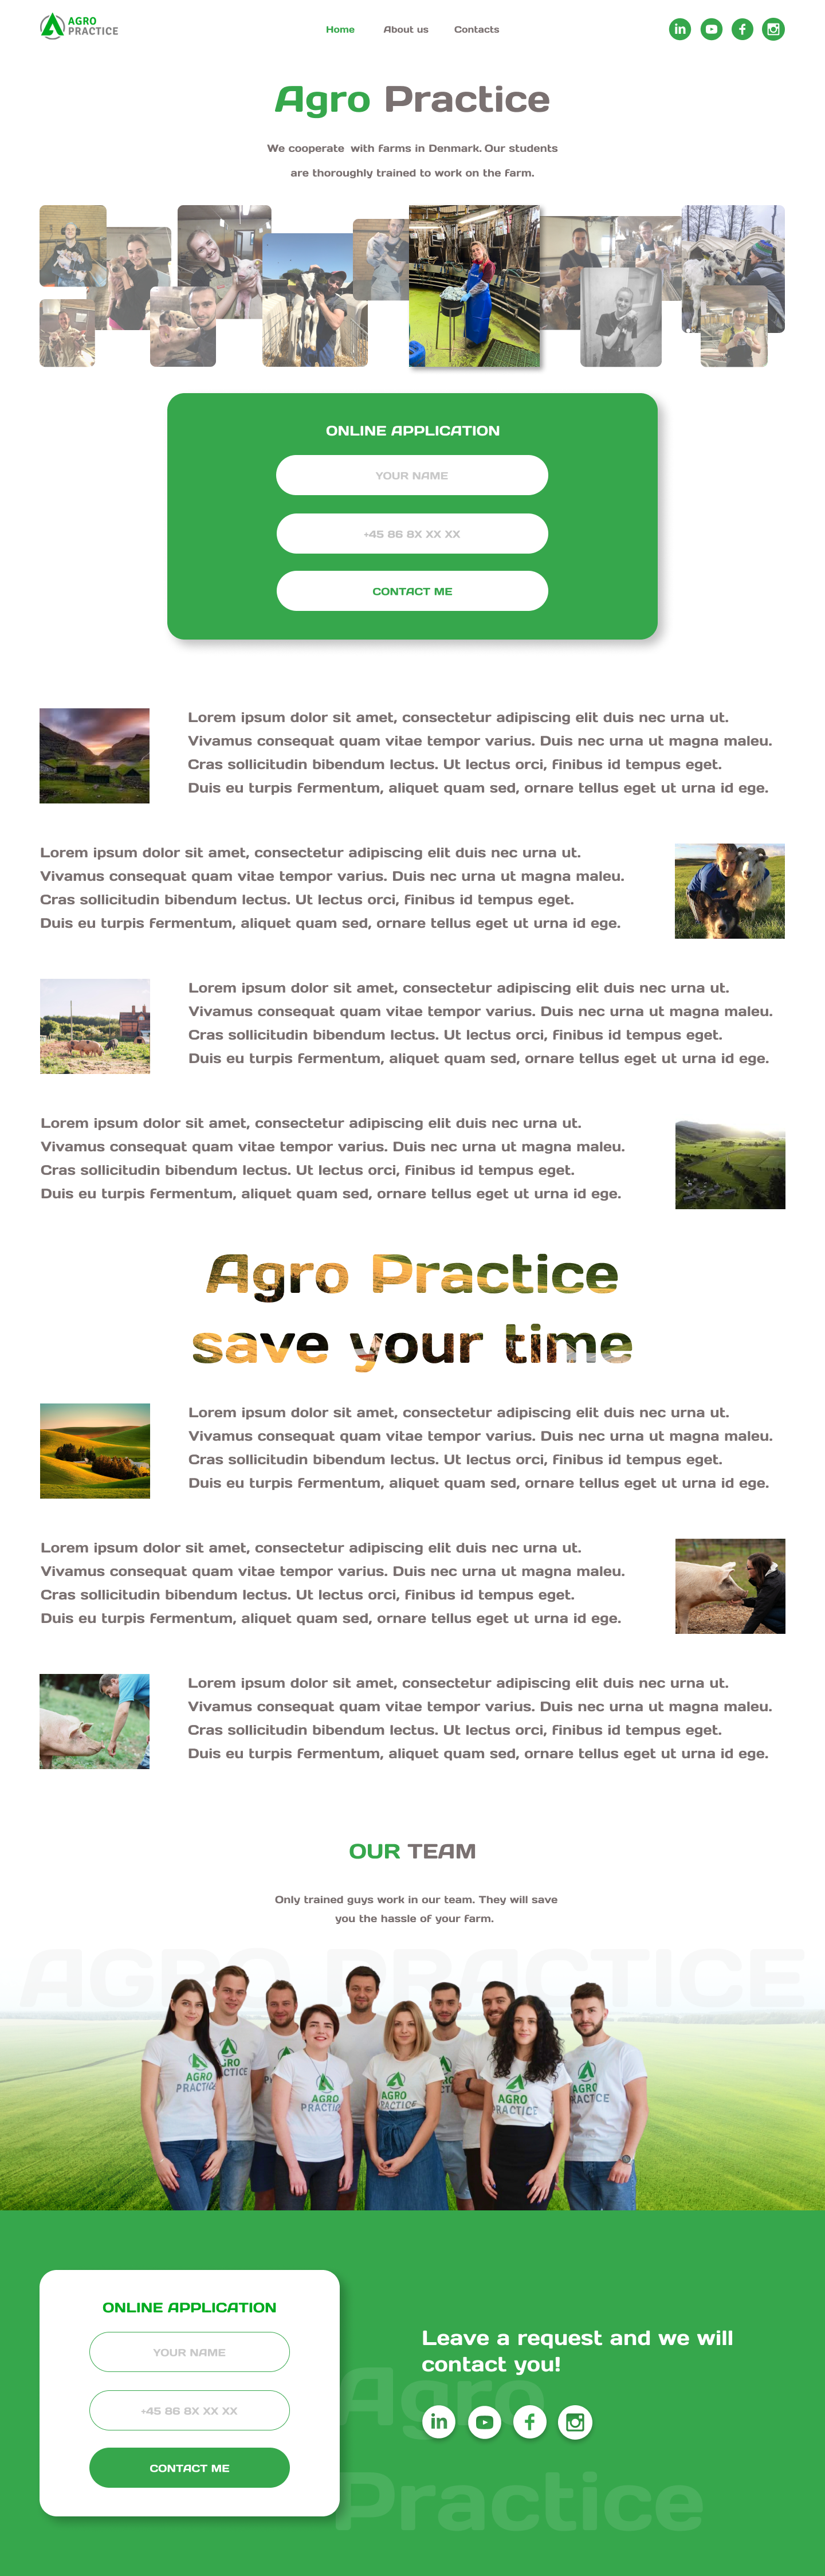 AGRO
PRACTICE
Home About us Contacts
Agro Practice
We cooperate with farms in Denmark. Our students
are thoroughly trained to work on the farm.
ONLINE APPLICATION
YOUR NAME
+45 86 8X XX XX
CONTACT ME
Lorem ipsum dolor sit amet, consectetur adipiscing elit duis nec urna ut.
Vivamus consequat quam vitae tempor varius. Duis nec urna ut magna maleu.
Cras sollicitudin bibendum lectus. Ut lectus orci, finibus id tempus eget.
Duis eu turpis fermentum, aliquet quam sed, ornare tellus eget ut urna id ege.
Lorem ipsum dolor sit amet, consectetur adipiscing elit duis nec urna ut.
Vivamus consequat quam vitae tempor varius. Duis nec urna ut magna maleu.
Cras sollicitudin bibendum lectus. Ut lectus orci, finibus id tempus eget.
Duis eu turpis fermentum, aliquet quam sed, ornare tellus eget ut urna id ege.
Lorem ipsum dolor sit amet, consectetur adipiscing elit duis nec urna ut.
Vivamus consequat quam vitae tempor varius. Duis nec urna ut magna maleu.
Cras sollicitudin bibendum lectus. Ut lectus orci, finibus id tempus eget.
Duis eu turpis fermentum, aliquet quam sed, ornare tellus eget ut urna id ege.
Lorem ipsum dolor sit amet, consectetur adipiscing elit duis nec urna ut.
Vivamus consequat quam vitae tempor varius. Duis nec urna ut magna maleu.
Cras sollicitudin bibendum lectus. Ut lectus orci, finibus id tempus eget.
Duis eu turpis fermentum, aliquet quam sed, ornare tellus eget ut urna id ege.
Agro Practice
save your time
Lorem ipsum dolor sit amet, consectetur adipiscing elit duis nec urna ut.
Vivamus consequat quam vitae tempor varius. Duis nec urna ut magna maleu.
Cras sollicitudin bibendum lectus. Ut lectus orci, finibus id tempus eget.
Duis eu turpis fermentum, aliquet quam sed, ornare tellus eget ut urna id ege.
Lorem ipsum dolor sit amet, consectetur adipiscing elit duis nec urna ut.
Vivamus consequat quam vitae tempor varius. Duis nec urna ut magna maleu.
Cras sollicitudin bibendum lectus. Ut lectus orci, finibus id tempus eget.
Duis eu turpis fermentum, aliquet quam sed, ornare tellus eget ut urna id ege.
Lorem ipsum dolor sit amet, consectetur adipiscing elit duis nec urna ut.
Vivamus consequat quam vitae tempor varius. Duis nec urna ut magna maleu.
Cras sollicitudin bibendum lectus. Ut lectus orci, finibus id tempus eget.
Duis eu turpis fermentum, aliquet quam sed, ornare tellus eget ut urna id ege.
OUR TEAM
Only trained guys work in our team. They will save
you the hassle of your farm.
AGRO PRACTICE
AGRO
PRACTICE
AGRO
PRACTICE
AGRO
PRACTICE
AGRO
PRACTICE
ONLINE APPLICATION
YOUR NAME
+45 86 8X XX XX
CONTACT ME
Leave a request and we will
contact you!
Agro
Practice